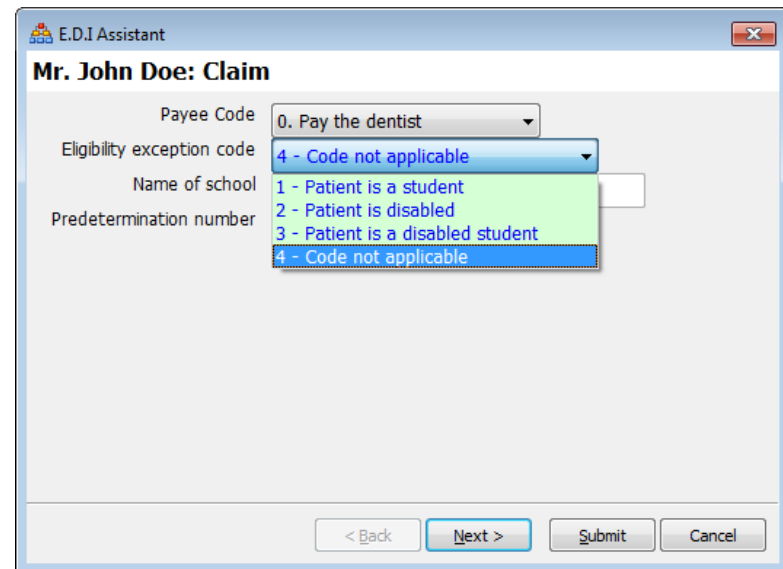 E.D.I Assistant
Mr. John Doe: Claim
Payee Code 0. Pay the dentist
Eligibility exception code 4 - Code not applicable
Name of school
1 - Patient is a student
2 - Patient is disabled
Predetermination number
3 - Patient is a disabled student
4 - Code not applicable
< Back Next > Submit Cancel